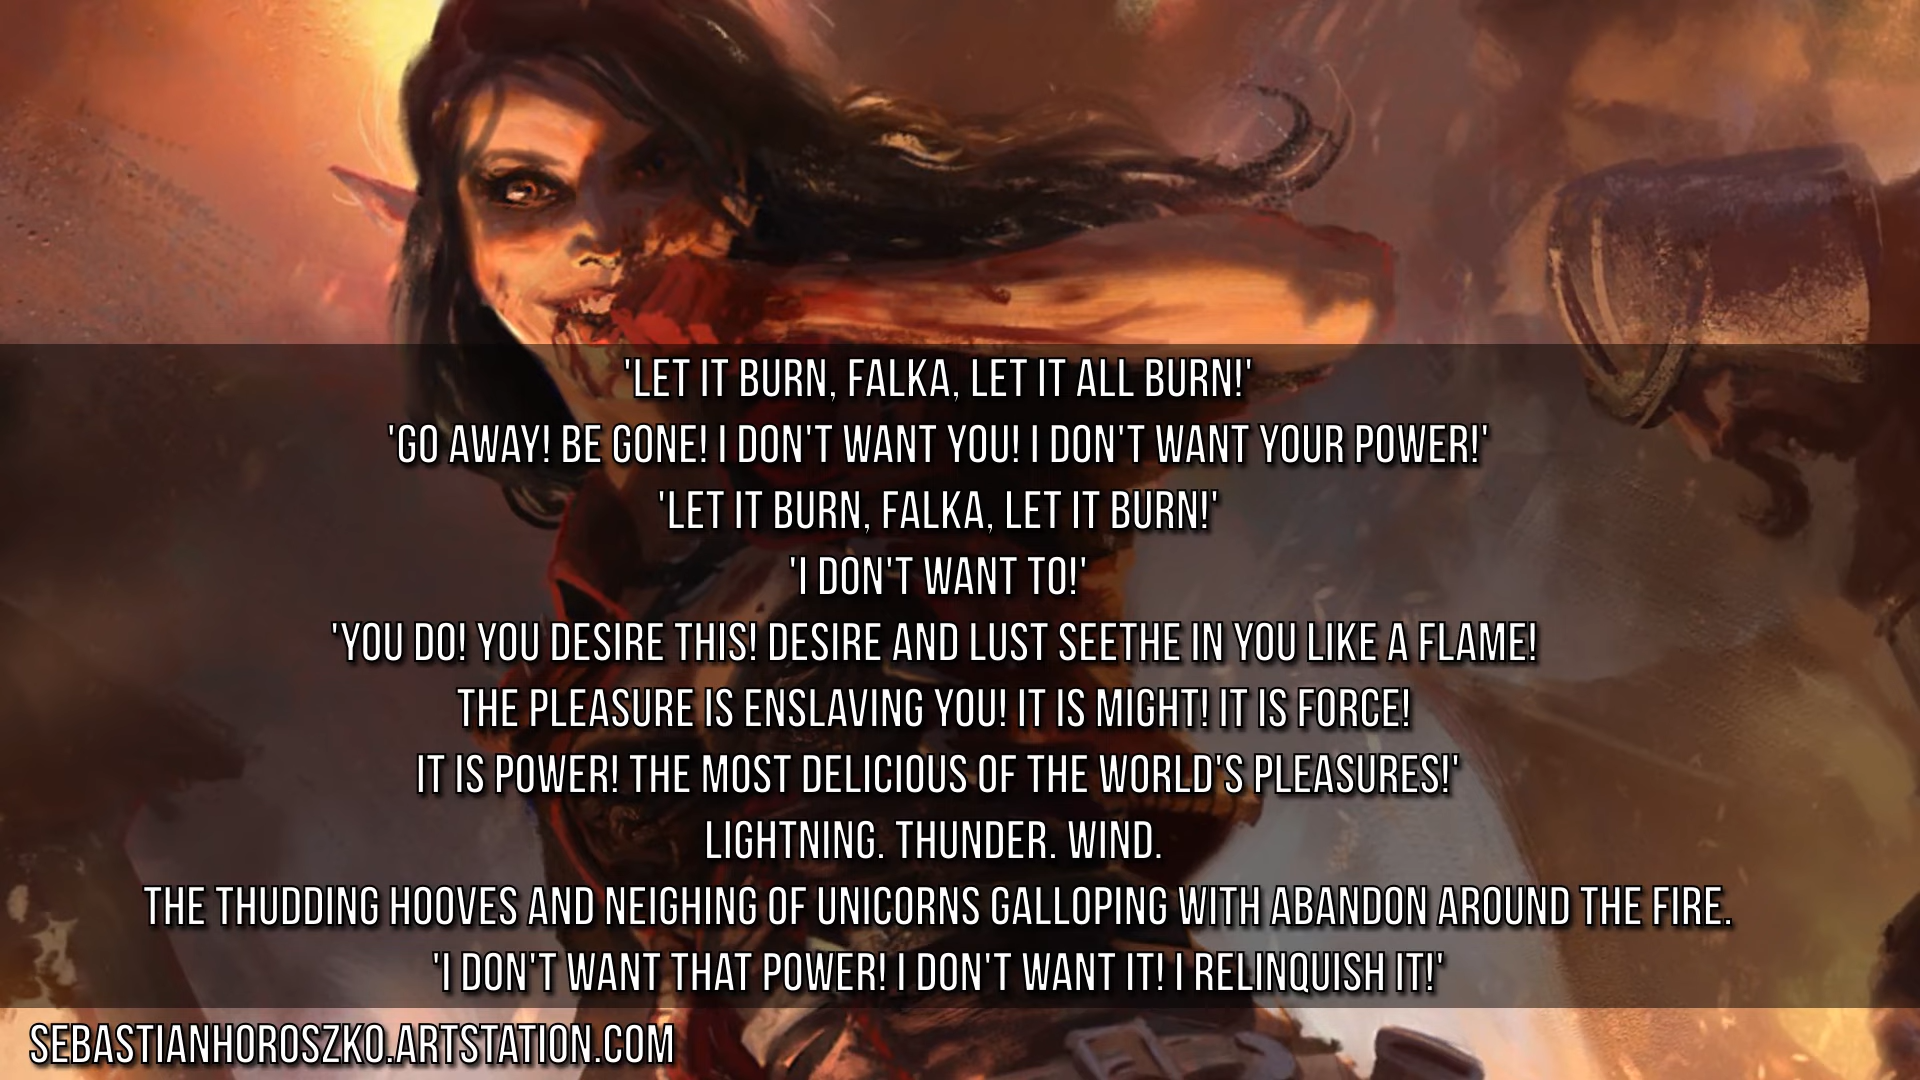 'LET IT BURN, FALKA, LET IT ALL BURN!'
'GO AWAY! BE GONE! I DON'T WANT YOU! I DON'T WANT YOUR POWER!'
'LET IT BURN, FALKA, LET IT BURN!'
'I DON'T WANT TO!'
'YOU DO! YOU DESIRE THIS! DESIRE AND LUST SEETHE IN YOU LIKE A FLAME!
THE PLEASURE IS ENSLAVING YOU! IT IS MIGHT! IT IS FORCE!
IT IS POWER! THE MOST DELICIOUS OF THE WORLD'S PLEASURES!'
LIGHTNING. THUNDER. WIND.
THE THUDDING HOOVES AND NEIGHING OF UNICORNS GALLOPING WITH ABANDON AROUND THE FIRE.
'I DON'T WANT THAT POWER! I DON'T WANT IT! I RELINQUISH IT!'
SEBASTIANHOROSZKO.ARTSTATION.COM